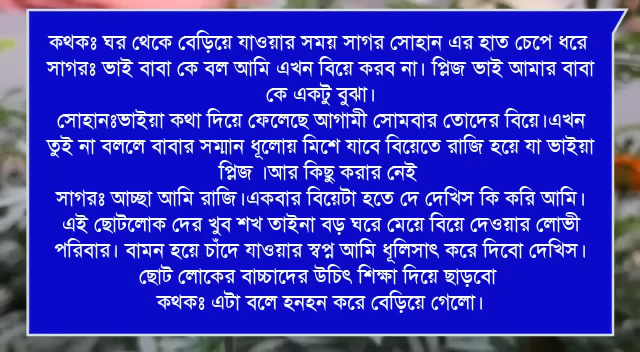 কথকঃ ঘর থেকে বেড়িয়ে যাওয়ার সময় সাগর সোহান এর হাত চেপে ধরে
সাগরঃ ভাই বাবা কে বল আমি এখন বিয়ে করব না। প্লিজ ভাই আমার বাবা
কে একটু বুঝা।
সোহানঃভাইয়া কথা দিয়ে ফেলেছে আগামী সোমবার তোদের বিয়ে।এখন
তুই না বললে বাবার সম্মান ধূলোয় মিশে যাবে বিয়েতে রাজি হয়ে যা ভাইয়া
প্লিজ ।আর কিছু করার নেই
সাগরঃ আচ্ছা আমি রাজি।একবার বিয়েটা হতে দে দেখিস কি করি আমি।
এই ছোটলোক দের খুব শখ তাইনা বড় ঘরে মেয়ে বিয়ে দেওয়ার লোভী
পরিবার। বামন হয়ে চাঁদে যাওয়ার স্বপ্ন আমি ধূলিসাৎ করে দিবো দেখিস।
ছোট লোকের বাচ্চাদের উচিৎ শিক্ষা দিয়ে ছাড়বো
কথকঃ এটা বলে হনহন করে বেড়িয়ে গেলো।